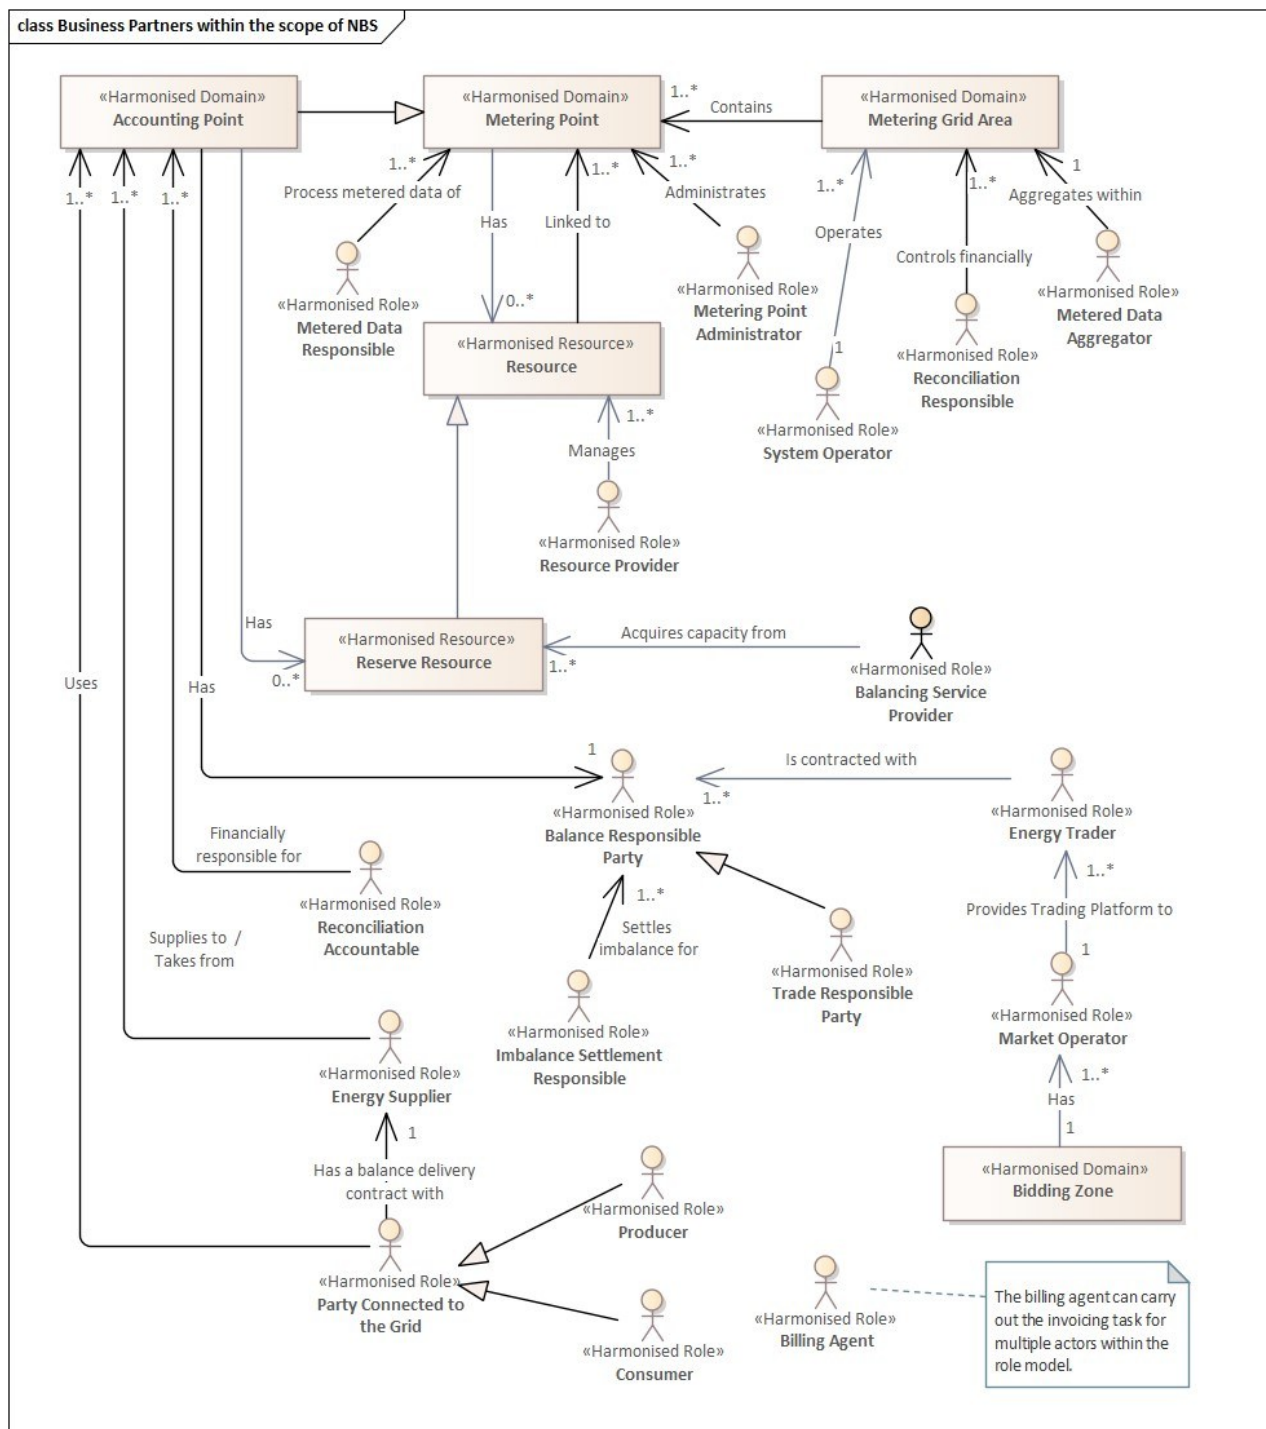 class Business Partners within the scope of NBS
«Harmonised Domain»
Accounting Point
«Harmonised Domain»
Metering Point
1..*
Contains
«Harmonised Domain»
Metering Grid Area
1..*
1..*
1..*
1..*
Process metered data of
Has
1..*
Linked to
1..*
Administrates
1..*
Operates
1..*
Controls financially
1
Aggregates within
«Harmonised Role»
Metered Data
Responsible
0..*
«Harmonised Role»
Metering Point
Administrator
«Harmonised Role»
Metered Data
Aggregator
«Harmonised Resource»
Resource
1
«Harmonised Role»
Reconciliation
Responsible
1..*
Manages
«Harmonised Role»
System Operator
«Harmonised Role»
Resource Provider
Has
0..*
«Harmonised Resource»
Reserve Resource
1..*
Acquires capacity from
«Harmonised Role»
Balancing Service
Provider
Uses
Has
1
«Harmonised Role»
Balance Responsible
Party
Is contracted with
1..*
«Harmonised Role»
Energy Trader
Financially
responsible for
«Harmonised Role»
Reconciliation
Accountable
1..*
Settles
imbalance for
1..*
Provides Trading Platform to
1
Supplies to /
Takes from
«Harmonised Role»
Trade Responsible
Party
«Harmonised Role»
Market Operator
«Harmonised Role»
Imbalance Settlement
Responsible
«Harmonised Role»
Energy Supplier
1..*
Has
1
1
Has a balance delivery
contract with
«Harmonised Domain»
Bidding Zone
«Harmonised Role»
Producer
«Harmonised Role»
Party Connected to
the Grid
«Harmonised Role»
Consumer
«Harmonised Role»
Billing Agent
The billing agent can carry
out the invoicing task for
multiple actors within the
role model.